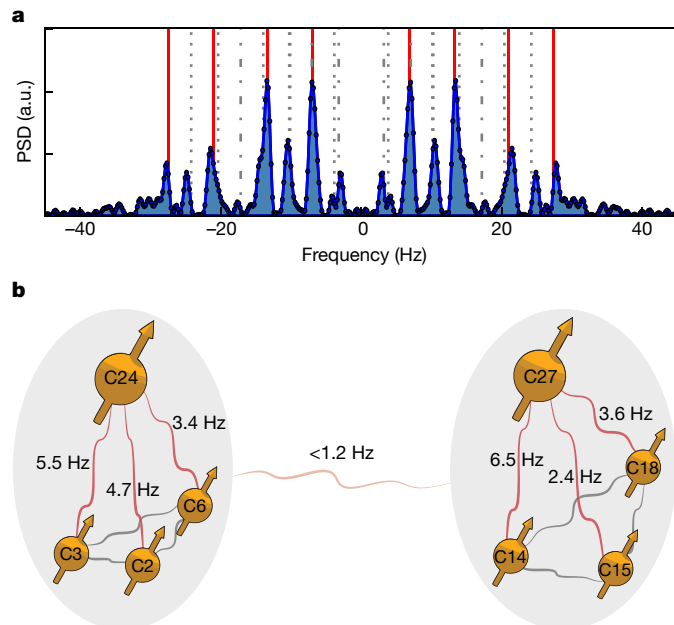 a
PSD (a.u.)
−40 −20 0 20 40
Frequency (Hz)
b
C24
C27
3.4 Hz
3.6 Hz
<1.2 Hz
5.5 Hz
6.5 Hz
4.7 Hz
2.4 Hz
C18
C6
C3
C2
C14
C15